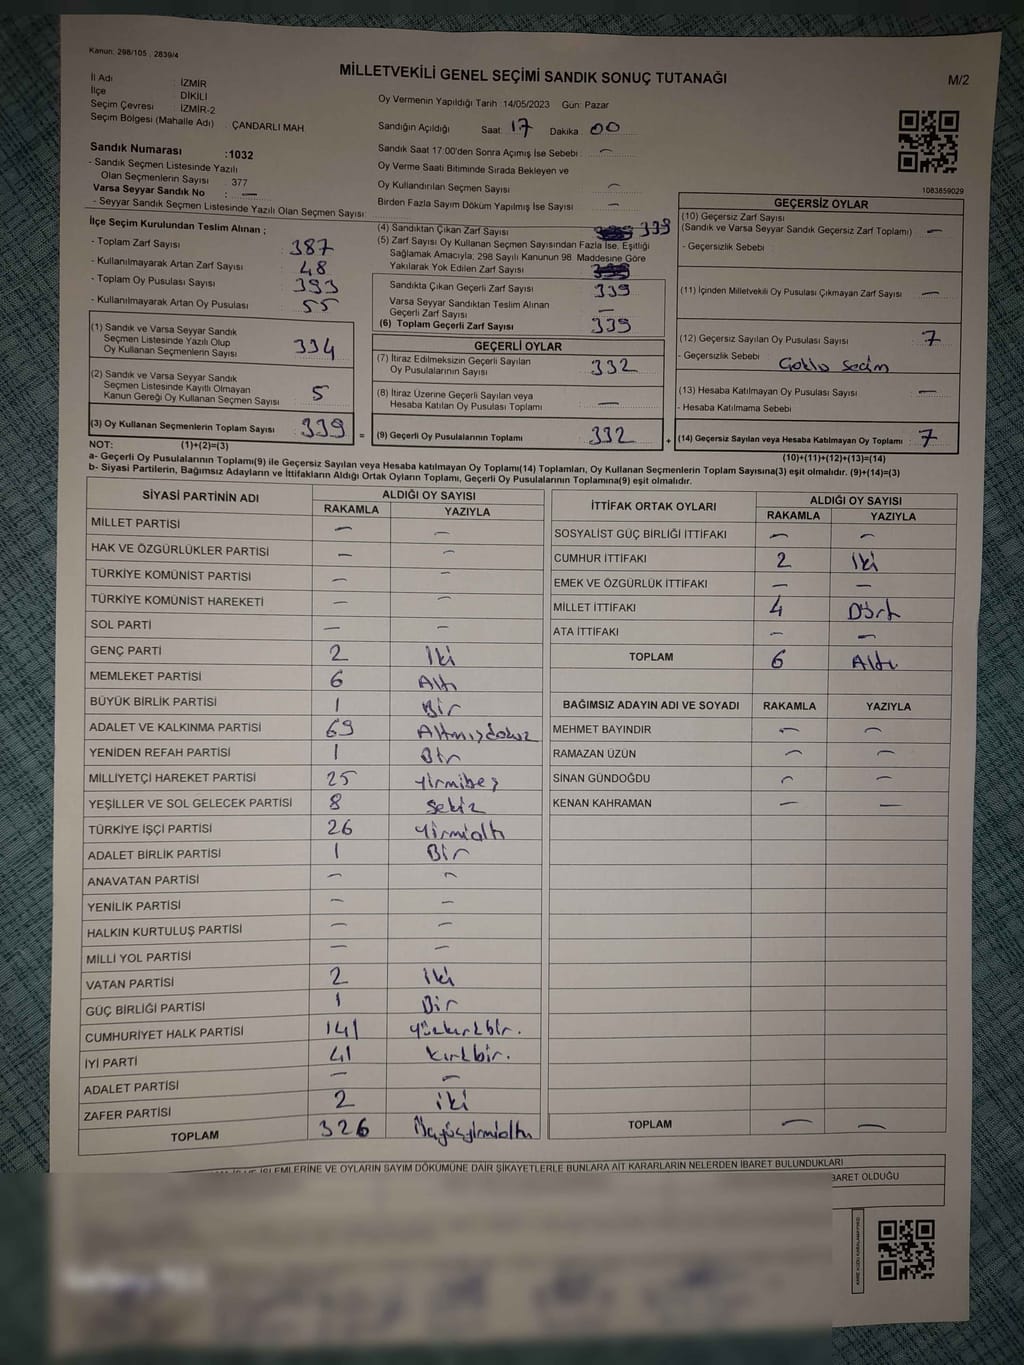 Kanun: 298/105 , 2839/4
MİLLETVEKİLİ GENEL SEÇİMİ SANDIK SONUÇ TUTANAĞI
M/2
İl Adı : İZMİR
İlçe : DİKİLİ
Seçim Çevresi : İZMİR-2
Seçim Bölgesi (Mahalle Adı) : ÇANDARLI MAH.
Sandık Numarası :1032
- Sandık Seçmen Listesinde Yazılı
Olan Seçmenlerin Sayısı : 377
Varsa Seyyar Sandık No : —
- Seyyar Sandık Seçmen Listesinde Yazılı Olan Seçmen Sayısı:
Oy Vermenin Yapıldığı Tarih :14/05/2023 Gün: Pazar
Sandığın Açıldığı Saat: 17 Dakika: 00
Sandık Saat 17:00'den Sonra Açımış İse Sebebi : —
Oy Verme Saati Bitiminde Sırada Bekleyen ve
Oy Kullandırılan Seçmen Sayısı : —
Birden Fazla Sayım Döküm Yapılmış İse Sayısı : —
1083859029
İlçe Seçim Kurulundan Teslim Alınan ;
- Toplam Zarf Sayısı : 387
- Kullanılmayarak Artan Zarf Sayısı : 48
- Toplam Oy Pusulası Sayısı : 393
- Kullanılmayarak Artan Oy Pusulası : 55
(1) Sandık ve Varsa Seyyar Sandık
Seçmen Listesinde Yazılı Olup
Oy Kullanan Seçmenlerin Sayısı : 334
(2) Sandık ve Varsa Seyyar Sandık
Seçmen Listesinde Kayıtlı Olmayan
Kanun Gereği Oy Kullanan Seçmen Sayısı : 5
(3) Oy Kullanan Seçmenlerin Toplam Sayısı : 339 =
(4) Sandıktan Çıkan Zarf Sayısı : 339
(5) Zarf Sayısı Oy Kullanan Seçmen Sayısından Fazla İse, Eşitliği
Sağlamak Amacıyla; 298 Sayılı Kanunun 98. Maddesine Göre
Yakılarak Yok Edilen Zarf Sayısı :
Sandıkta Çıkan Geçerli Zarf Sayısı : 339
Varsa Seyyar Sandıktan Teslim Alınan
Geçerli Zarf Sayısı : —
(6) Toplam Geçerli Zarf Sayısı : 339
GEÇERLİ OYLAR
(7) İtiraz Edilmeksizin Geçerli Sayılan
Oy Pusulalarının Sayısı : 332
(8) İtiraz Üzerine Geçerli Sayılan veya
Hesaba Katılan Oy Pusulası Toplamı : —
(9) Geçerli Oy Pusulalarının Toplamı : 332 +
GEÇERSİZ OYLAR
(10) Geçersiz Zarf Sayısı
(Sandık ve Varsa Seyyar Sandık Geçersiz Zarf Toplamı) : —
- Geçersizlik Sebebi :
(11) İçinden Milletvekili Oy Pusulası Çıkmayan Zarf Sayısı : —
(12) Geçersiz Sayılan Oy Pusulası Sayısı : 7
- Geçersizlik Sebebi : Çoklu Seçim
(13) Hesaba Katılmayan Oy Pusulası Sayısı : —
- Hesaba Katılmama Sebebi :
(14) Geçersiz Sayılan veya Hesaba Katılmayan Oy Toplamı : 7
NOT: (1)+(2)=(3)
(10)+(11)+(12)+(13)=(14)
a- Geçerli Oy Pusulalarının Toplamı(9) ile Geçersiz Sayılan veya Hesaba katılmayan Oy Toplamı(14) Toplamları, Oy Kullanan Seçmenlerin Toplam Sayısına(3) eşit olmalıdır. (9)+(14)=(3)
b- Siyasi Partilerin, Bağımsız Adayların ve İttifakların Aldığı Ortak Oyların Toplamı, Geçerli Oy Pusulalarının Toplamına(9) eşit olmalıdır.
SİYASİ PARTİNİN ADI ALDIĞI OY SAYISI
RAKAMLA YAZIYLA
MİLLET PARTİSİ — —
HAK VE ÖZGÜRLÜKLER PARTİSİ — —
TÜRKİYE KOMÜNİST PARTİSİ — —
TÜRKİYE KOMÜNİST HAREKETİ — —
SOL PARTİ — —
GENÇ PARTİ 2 İki
MEMLEKET PARTİSİ 6 Altı
BÜYÜK BİRLİK PARTİSİ 1 Bir
ADALET VE KALKINMA PARTİSİ 69 Altmışdokuz
YENİDEN REFAH PARTİSİ 1 Bir
MİLLİYETÇİ HAREKET PARTİSİ 25 yirmibeş
YEŞİLLER VE SOL GELECEK PARTİSİ 8 sekiz
TÜRKİYE İŞÇİ PARTİSİ 26 Yirmialtı
ADALET BİRLİK PARTİSİ 1 Bir
ANAVATAN PARTİSİ — —
YENİLİK PARTİSİ — —
HALKIN KURTULUŞ PARTİSİ — —
MİLLİ YOL PARTİSİ — —
VATAN PARTİSİ 2 iki
GÜÇ BİRLİĞİ PARTİSİ 1 Bir
CUMHURİYET HALK PARTİSİ 141 yüzkırkbir.
İYİ PARTİ 41 kırkbir.
ADALET PARTİSİ — —
ZAFER PARTİSİ 2 iki
TOPLAM 326 Üçyüzyirmialtı
İTTİFAK ORTAK OYLARI ALDIĞI OY SAYISI
RAKAMLA YAZIYLA
SOSYALİST GÜÇ BİRLİĞİ İTTİFAKI — —
CUMHUR İTTİFAKI 2 İki
EMEK VE ÖZGÜRLÜK İTTİFAKI — —
MİLLET İTTİFAKI 4 Dört
ATA İTTİFAKI — —
TOPLAM 6 Altı
BAĞIMSIZ ADAYIN ADI VE SOYADI RAKAMLA YAZIYLA
MEHMET BAYINDIR — —
RAMAZAN ÜZÜN — —
SİNAN GÜNDOĞDU — —
KENAN KAHRAMAN — —
TOPLAM — —
İŞLEMLERİNE VE OYLARIN SAYIM DÖKÜMÜNE DAİR ŞİKAYETLERLE BUNLARA AİT KARARLARIN NELERDEN İBARET BULUNDUKLARI
BARET OLDUĞU